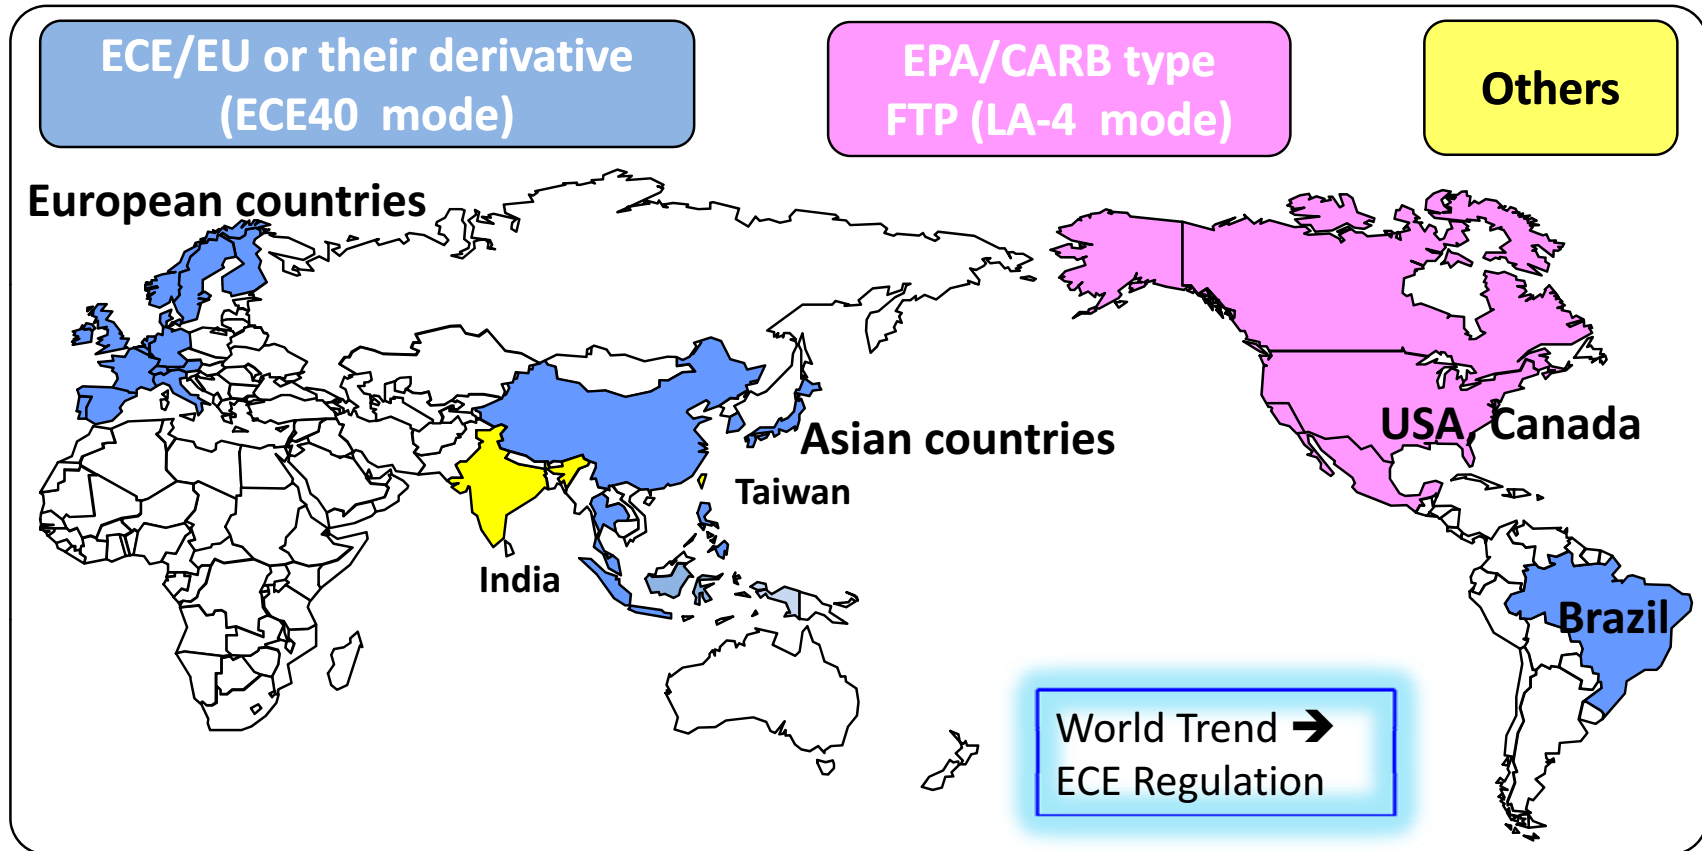 ECE/EU or their derivative
(ECE40 mode)
EPA/CARB type
FTP (LA-4 mode)
Others
European countries
Asian countries
Taiwan
India
USA, Canada
Brazil
World Trend ➔
ECE Regulation